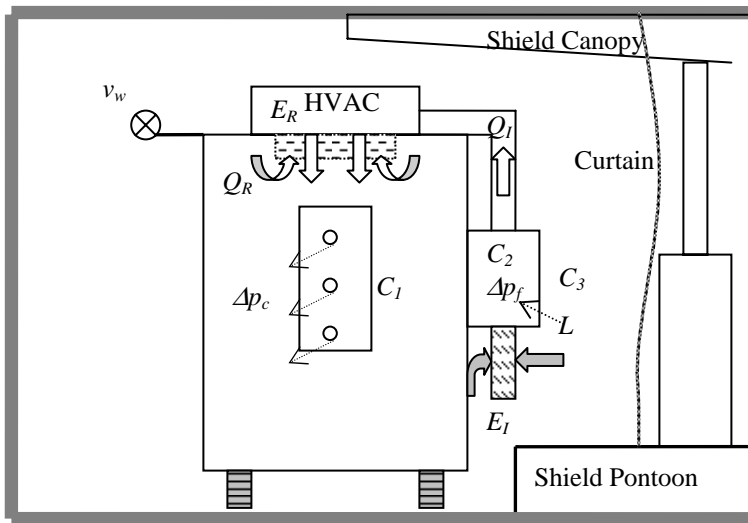 Shield Canopy
v_w
E_R HVAC
Q_I
Curtain
Q_R
C_2
C_3
C_1
Δp_f
Δp_c
L
E_I
Shield Pontoon